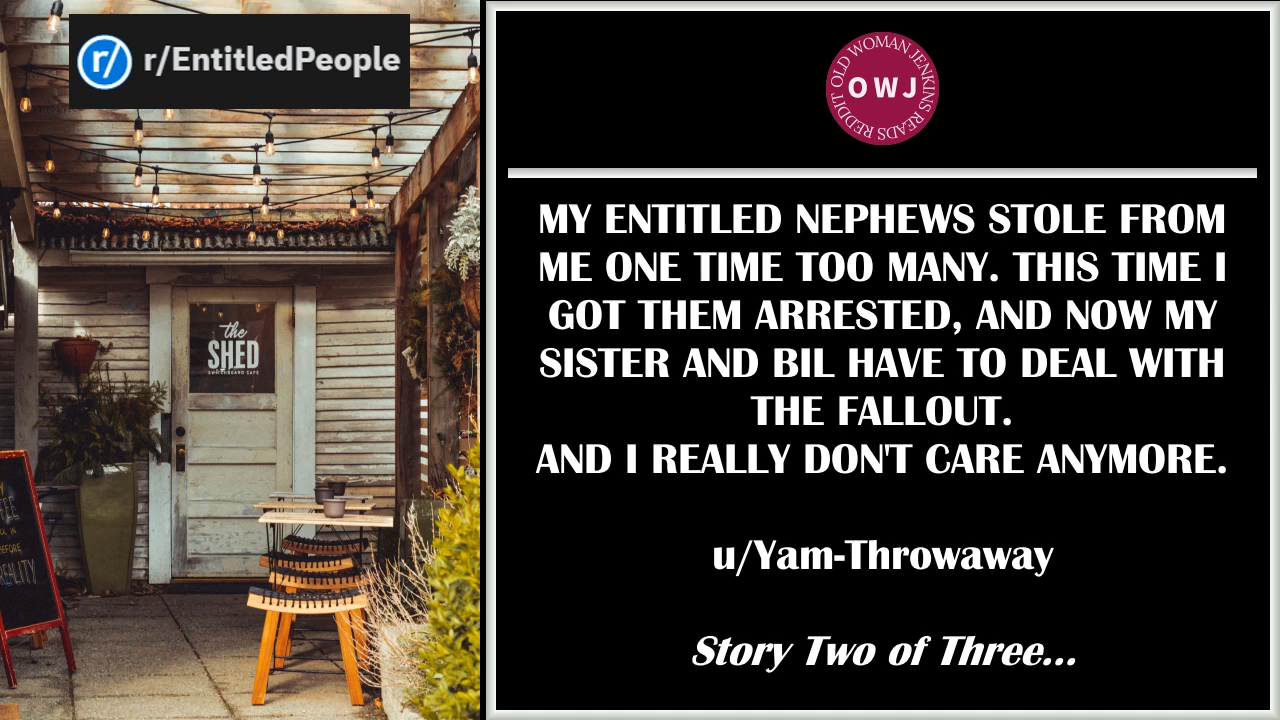 r/ r/EntitledPeople
the
SHED
REALITY
OLD WOMAN JENKINS READS REDDIT
OWJ
MY ENTITLED NEPHEWS STOLE FROM
ME ONE TIME TOO MANY. THIS TIME I
GOT THEM ARRESTED, AND NOW MY
SISTER AND BIL HAVE TO DEAL WITH
THE FALLOUT.
AND I REALLY DON'T CARE ANYMORE.
u/Yam-Throwaway
Story Two of Three...